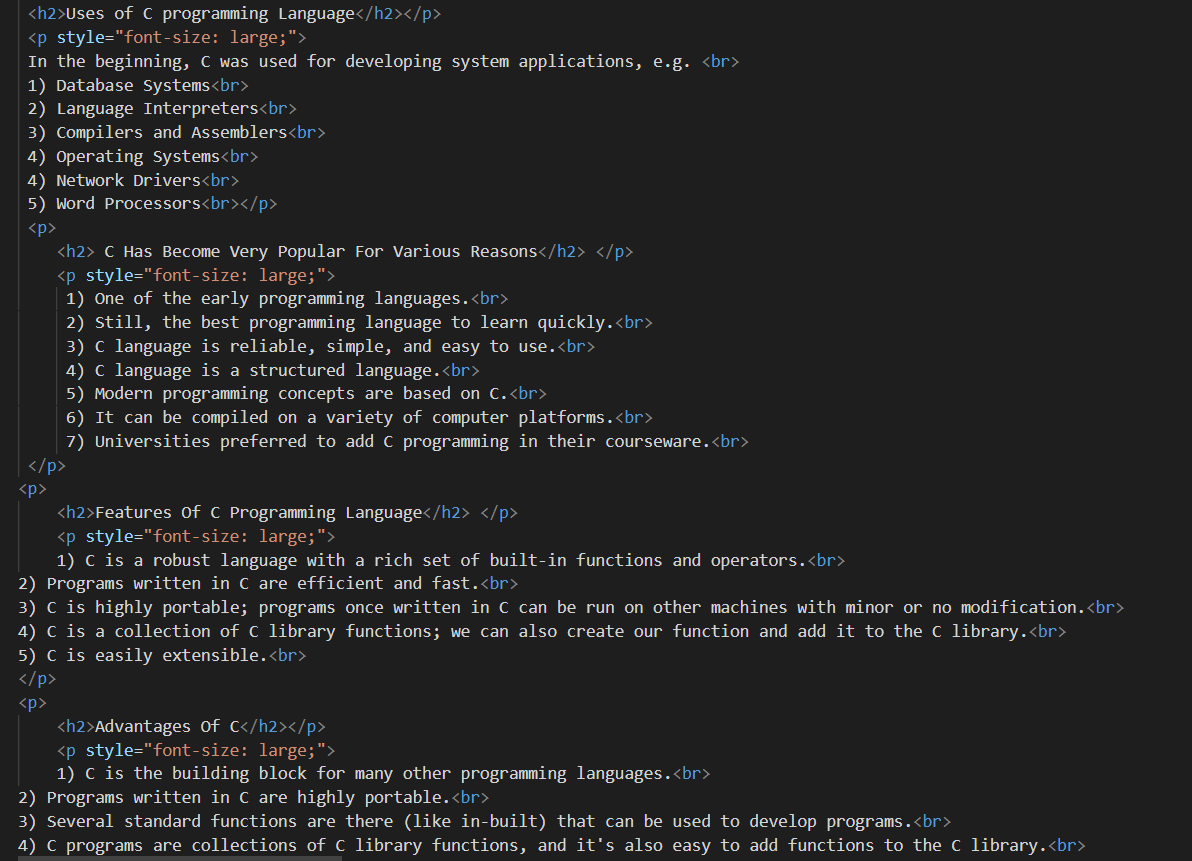 <h2>Uses of C programming Language</h2></p>
<p style="font-size: large;">
In the beginning, C was used for developing system applications, e.g. <br>
1) Database Systems<br>
2) Language Interpreters<br>
3) Compilers and Assemblers<br>
4) Operating Systems<br>
4) Network Drivers<br>
5) Word Processors<br></p>
<p>
<h2> C Has Become Very Popular For Various Reasons</h2> </p>
<p style="font-size: large;">
1) One of the early programming languages.<br>
2) Still, the best programming language to learn quickly.<br>
3) C language is reliable, simple, and easy to use.<br>
4) C language is a structured language.<br>
5) Modern programming concepts are based on C.<br>
6) It can be compiled on a variety of computer platforms.<br>
7) Universities preferred to add C programming in their courseware.<br>
</p>
<p>
<h2>Features Of C Programming Language</h2> </p>
<p style="font-size: large;">
1) C is a robust language with a rich set of built-in functions and operators.<br>
2) Programs written in C are efficient and fast.<br>
3) C is highly portable; programs once written in C can be run on other machines with minor or no modification.<br>
4) C is a collection of C library functions; we can also create our function and add it to the C library.<br>
5) C is easily extensible.<br>
</p>
<p>
<h2>Advantages Of C</h2></p>
<p style="font-size: large;">
1) C is the building block for many other programming languages.<br>
2) Programs written in C are highly portable.<br>
3) Several standard functions are there (like in-built) that can be used to develop programs.<br>
4) C programs are collections of C library functions, and it's also easy to add functions to the C library.<br>